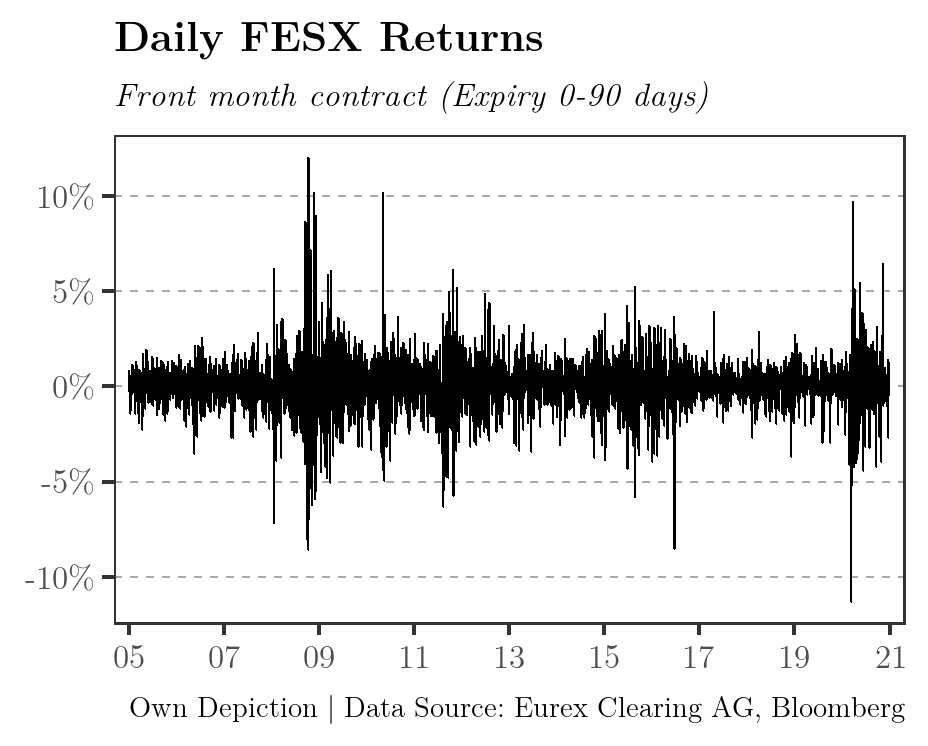 Daily FESX Returns
Front month contract (Expiry 0-90 days)
10%
5%
0%
-5%
-10%
05 07 09 11 13 15 17 19 21
Own Depiction | Data Source: Eurex Clearing AG, Bloomberg